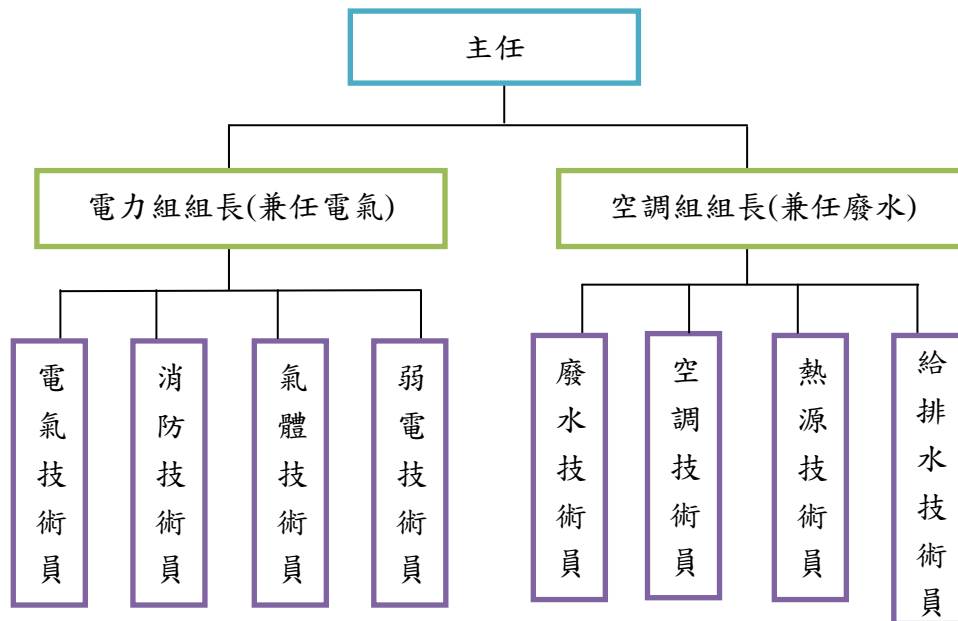 主任
電力組組長(兼任電氣)
空調組組長(兼任廢水)
電氣技術員
消防技術員
氣體技術員
弱電技術員
廢水技術員
空調技術員
熱源技術員
給排水技術員